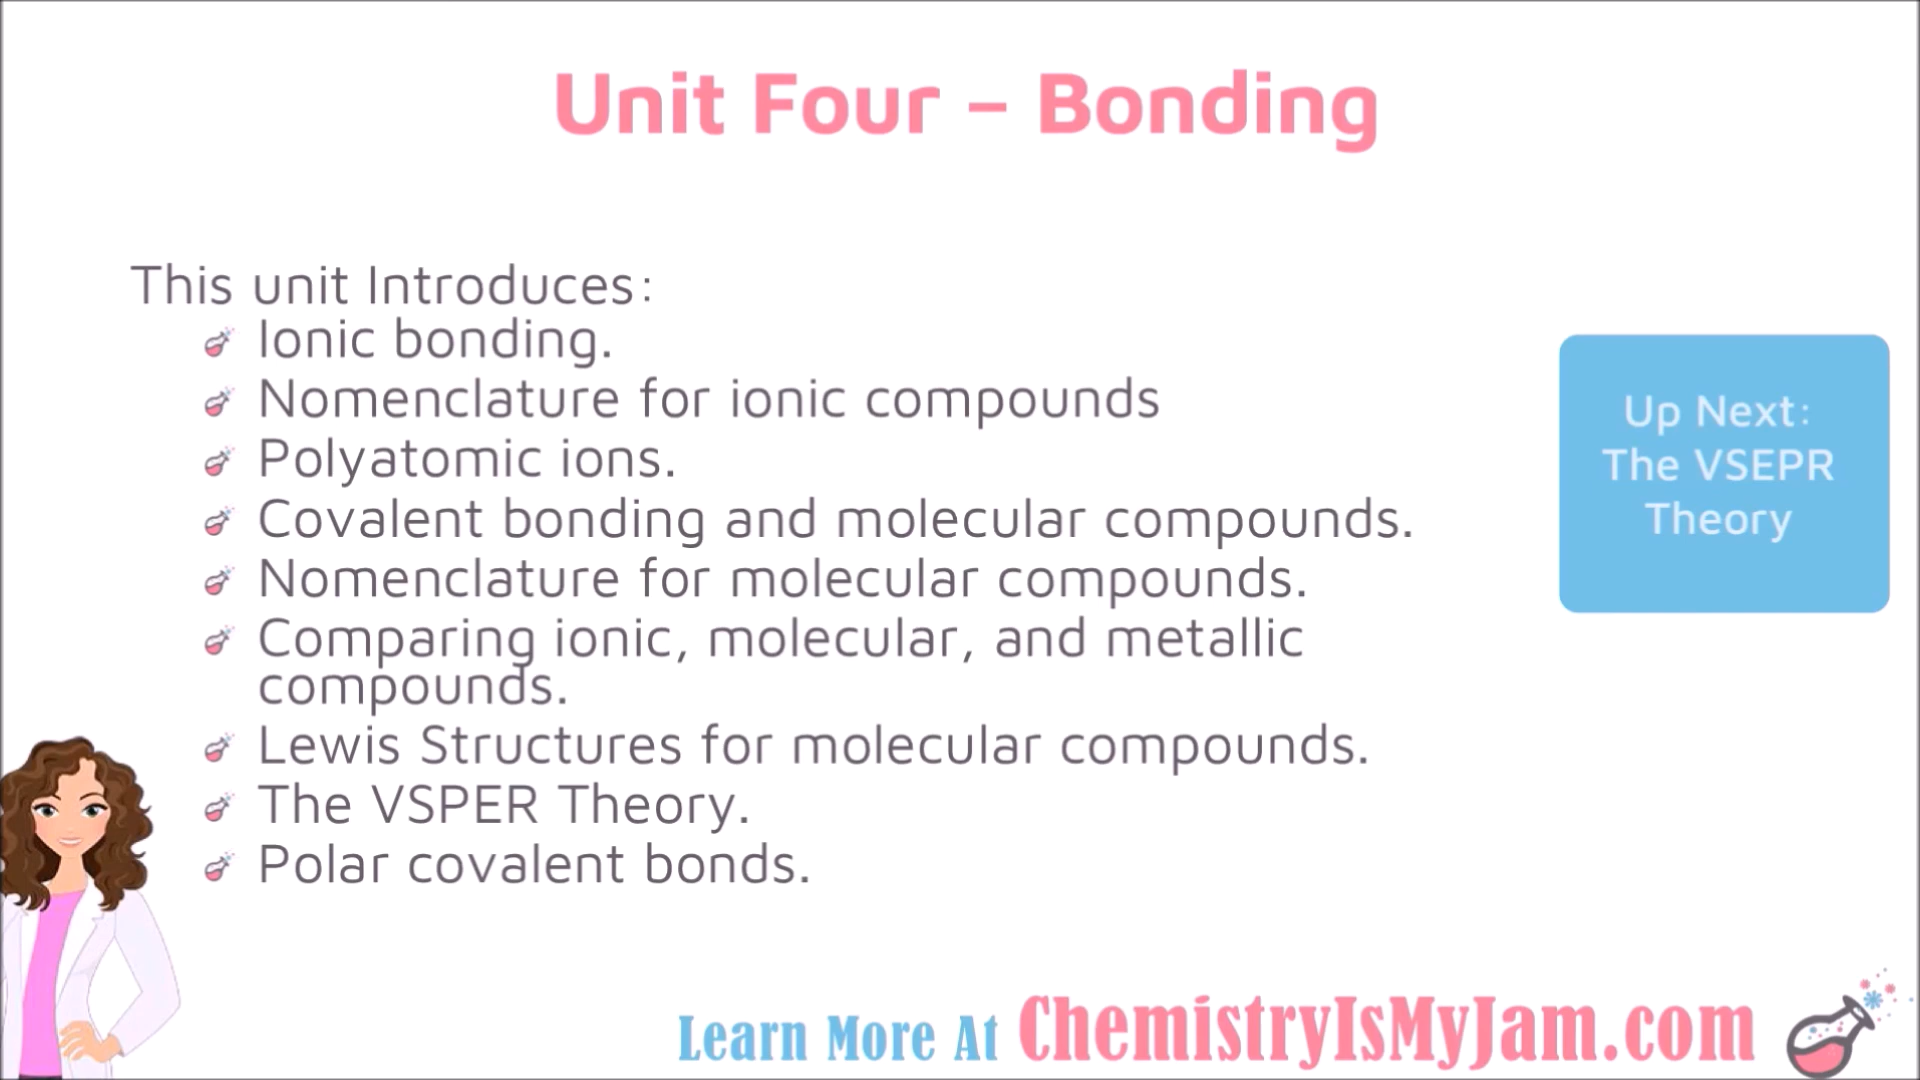 Unit Four – Bonding
This unit Introduces:
Ionic bonding.
Nomenclature for ionic compounds
Polyatomic ions.
Covalent bonding and molecular compounds.
Nomenclature for molecular compounds.
Comparing ionic, molecular, and metallic
compounds.
Lewis Structures for molecular compounds.
The VSPER Theory.
Polar covalent bonds.
Up Next:
The VSEPR
Theory
Learn More At ChemistryIsMyJam.com